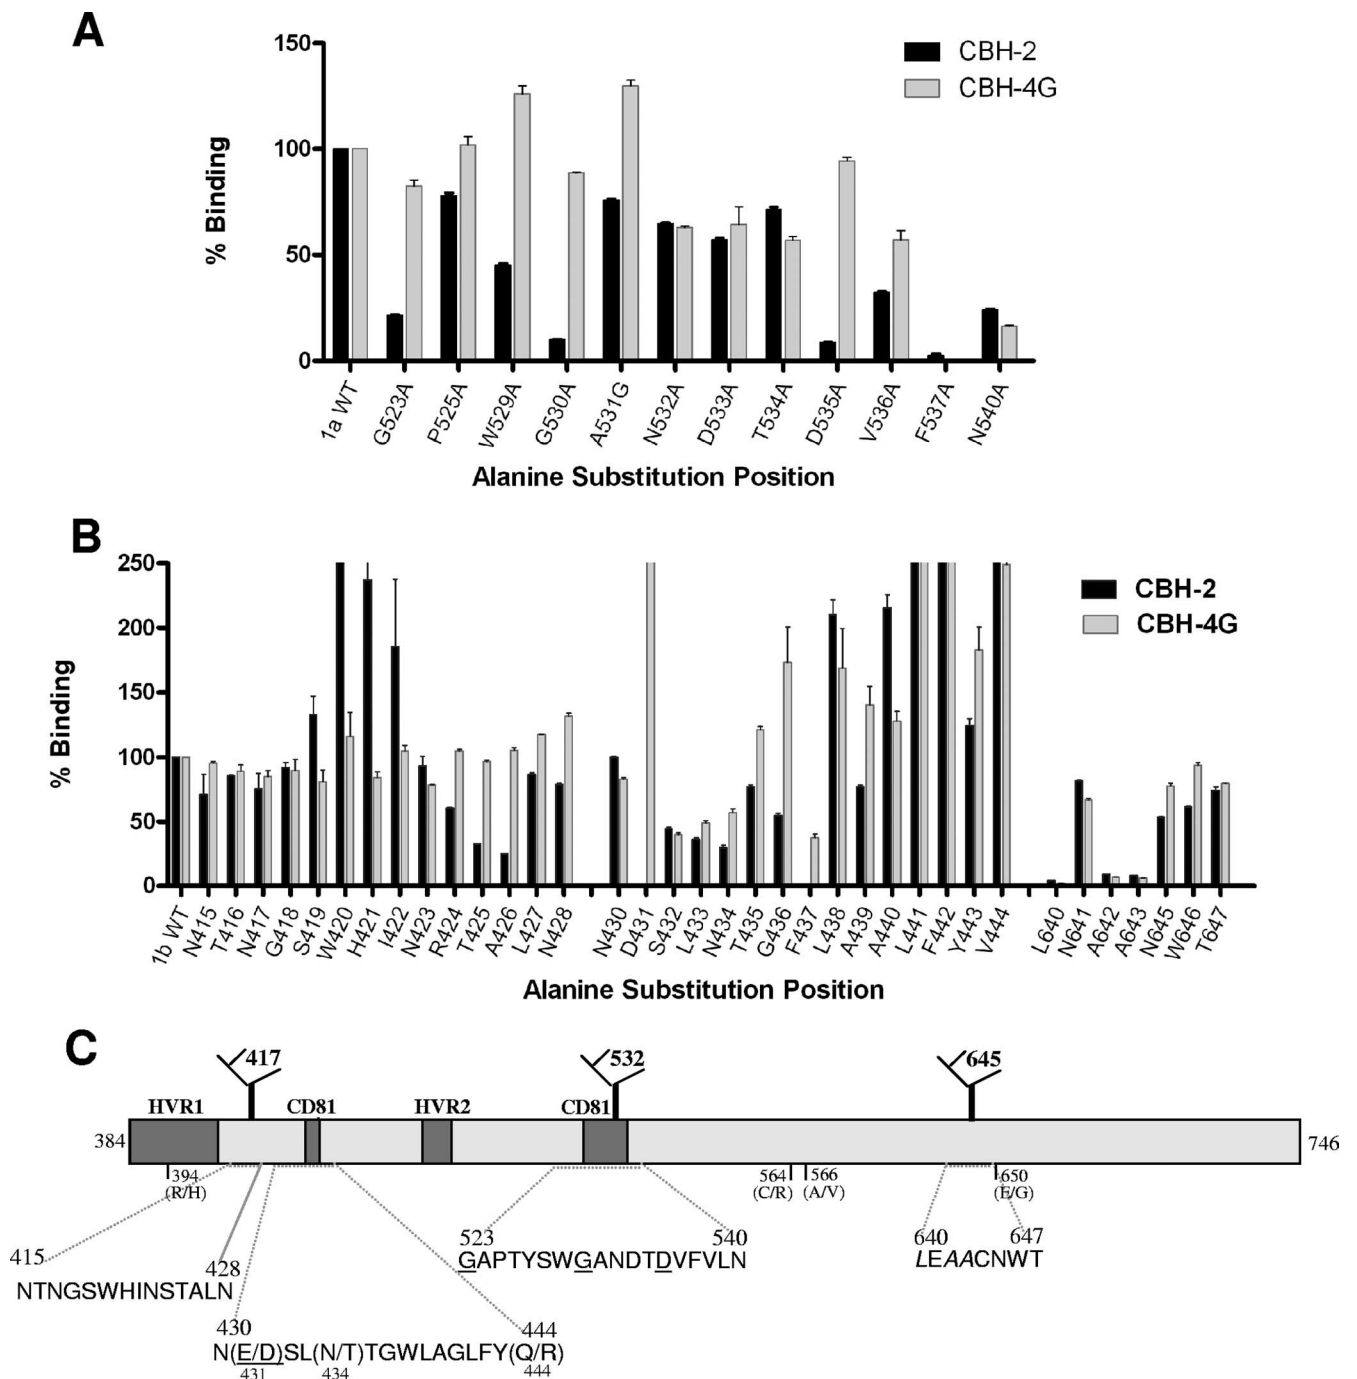 A
150
100
50
0
% Binding
CBH-2
CBH-4G
1a WT
G523A
P525A
W529A
G530A
A531G
N532A
D533A
T534A
D535A
V536A
F537A
N540A
Alanine Substitution Position
B
250
200
150
100
50
0
% Binding
CBH-2
CBH-4G
1b WT
N415
T416
N417
G418
S419
W420
H421
I422
N423
R424
T425
A426
L427
N428
N430
D431
S432
L433
N434
T435
G436
F437
L438
A439
A440
L441
F442
Y443
V444
L640
N641
A642
A643
N645
W646
T647
Alanine Substitution Position
C
417
532
645
HVR1
CD81
HVR2
CD81
384
746
394
(R/H)
564
(C/R)
566
(A/V)
650
(E/G)
415
428
NTNGSWHINSTALN
523
540
GAPTYSWGANDTDVFVLN
640
647
LEAACNWT
430
444
N(E/D)SL(N/T)TGWLAGLFY(Q/R)
431
434
444